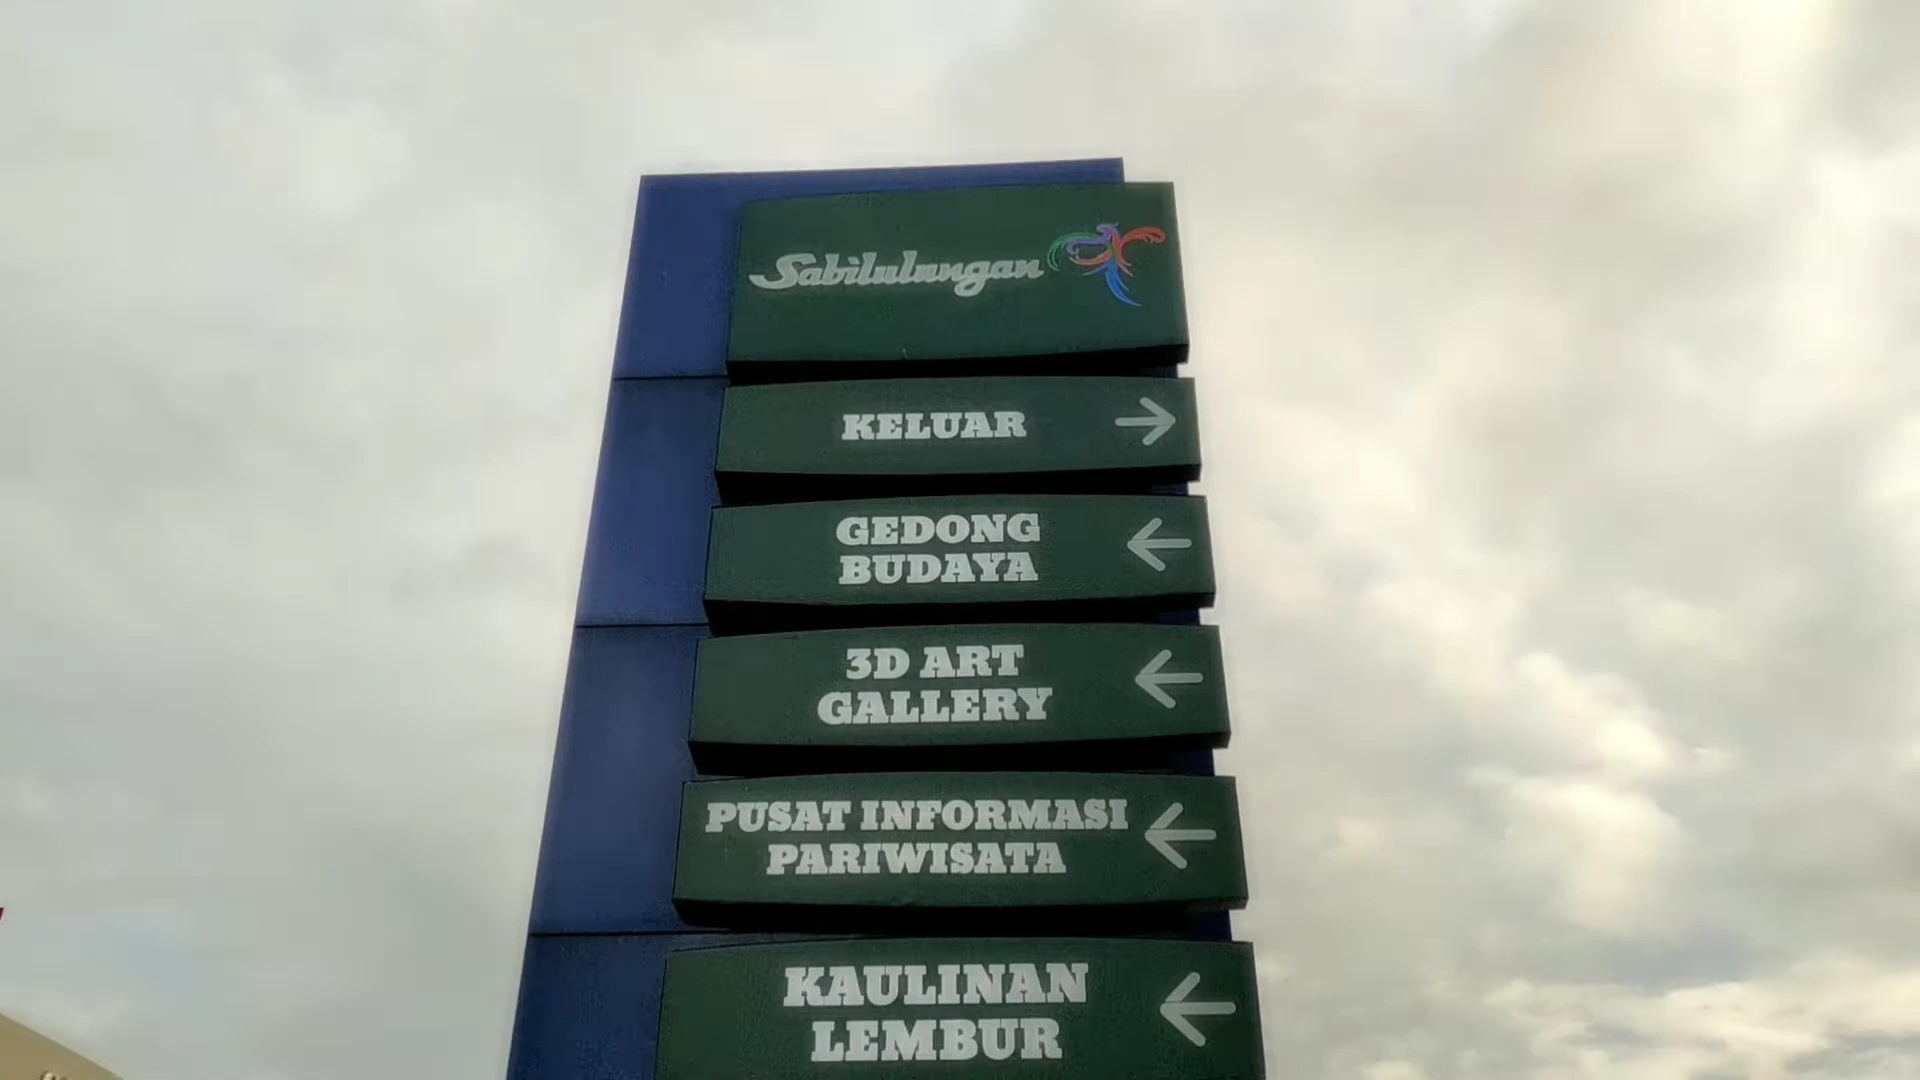 Sabilulungan
KELUAR
GEDONG
BUDAYA
3D ART
GALLERY
PUSAT INFORMASI
PARIWISATA
KAULINAN
LEMBUR